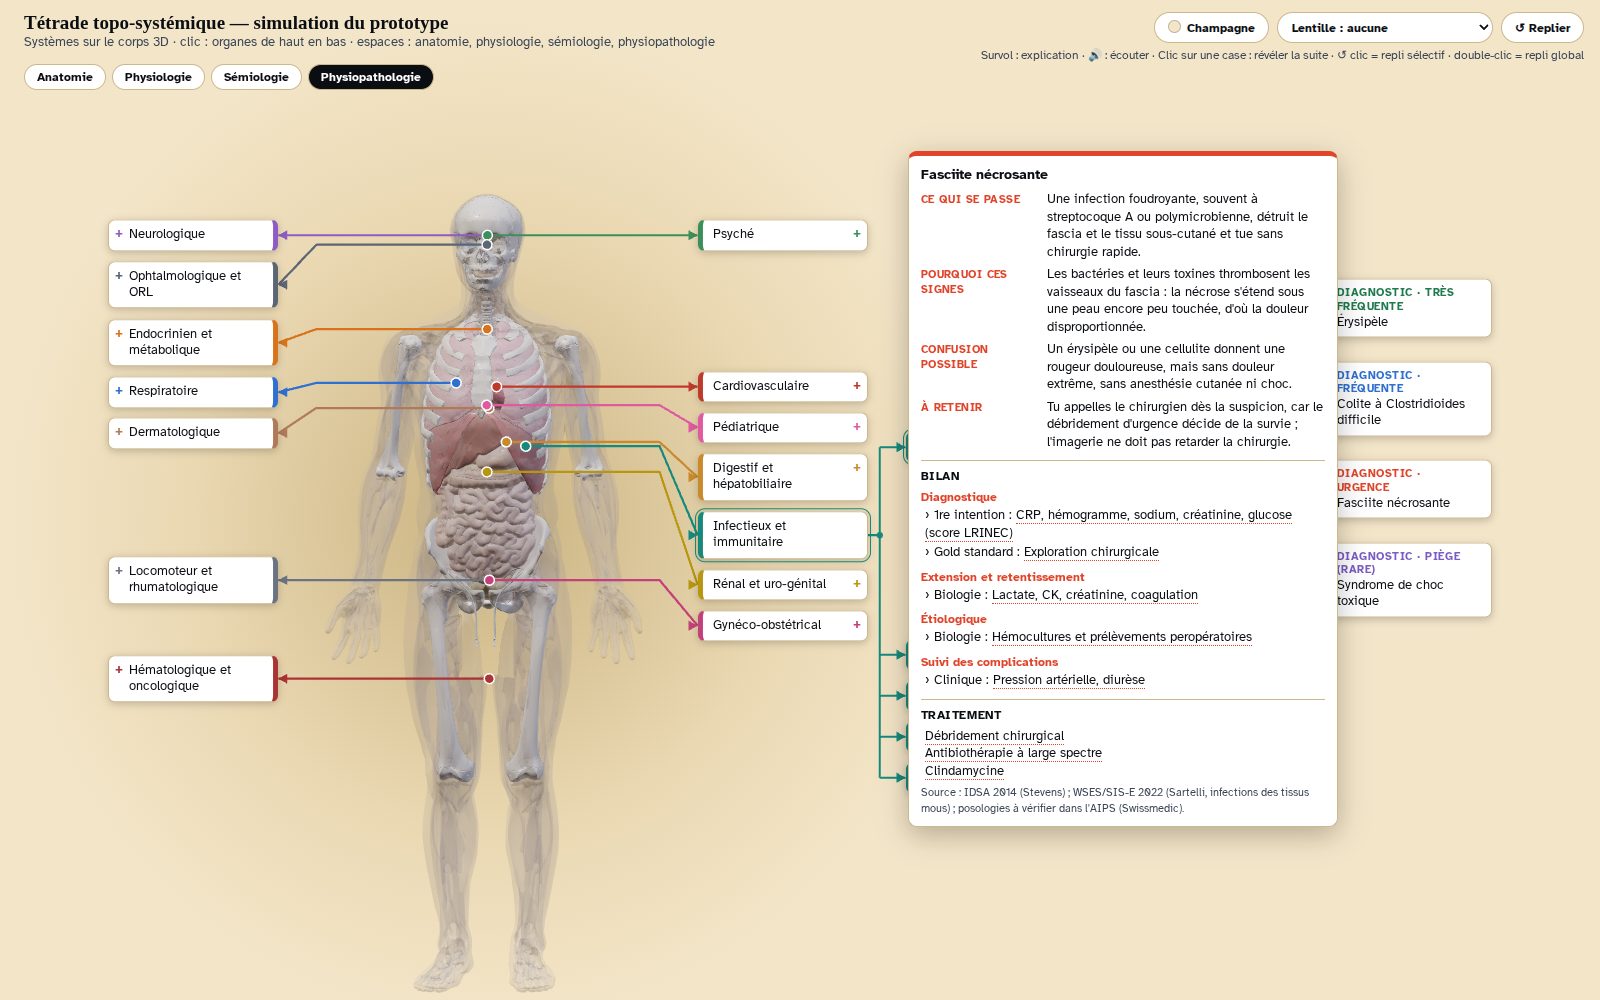 Tétrade topo-systémique — simulation du prototype
Systèmes sur le corps 3D · clic : organes de haut en bas · espaces : anatomie, physiologie, sémiologie, physiopathologie
Anatomie
Physiologie
Sémiologie
Physiopathologie
Champagne
Lentille : aucune
↺ Replier
Survol : explication · 🔊 : écouter · Clic sur une case : révéler la suite · ↺ clic = repli sélectif · double-clic = repli global
+ Neurologique
+ Ophtalmologique et
ORL
+ Endocrinien et
métabolique
+ Respiratoire
+ Dermatologique
+ Locomoteur et
rhumatologique
+ Hématologique et
oncologique
Psyché +
Cardiovasculaire +
Pédiatrique +
Digestif et +
hépatobiliaire
Infectieux et
immunitaire
Rénal et uro-génital +
Gynéco-obstétrical +
Fasciite nécrosante
CE QUI SE PASSE
Une infection foudroyante, souvent à
streptocoque A ou polymicrobienne, détruit le
fascia et le tissu sous-cutané et tue sans
chirurgie rapide.
POURQUOI CES
SIGNES
Les bactéries et leurs toxines thrombosent les
vaisseaux du fascia : la nécrose s'étend sous
une peau encore peu touchée, d'où la douleur
disproportionnée.
CONFUSION
POSSIBLE
Un érysipèle ou une cellulite donnent une
rougeur douloureuse, mais sans douleur
extrême, sans anesthésie cutanée ni choc.
À RETENIR
Tu appelles le chirurgien dès la suspicion, car le
débridement d'urgence décide de la survie ;
l'imagerie ne doit pas retarder la chirurgie.
BILAN
Diagnostique
› 1re intention : CRP, hémogramme, sodium, créatinine, glucose
(score LRINEC)
› Gold standard : Exploration chirurgicale
Extension et retentissement
› Biologie : Lactate, CK, créatinine, coagulation
Étiologique
› Biologie : Hémocultures et prélèvements peropératoires
Suivi des complications
› Clinique : Pression artérielle, diurèse
TRAITEMENT
Débridement chirurgical
Antibiothérapie à large spectre
Clindamycine
Source : IDSA 2014 (Stevens) ; WSES/SIS-E 2022 (Sartelli, infections des tissus
mous) ; posologies à vérifier dans l'AIPS (Swissmedic).
DIAGNOSTIC · TRÈS
FRÉQUENTE
Érysipèle
DIAGNOSTIC ·
FRÉQUENTE
Colite à Clostridioides
difficile
DIAGNOSTIC ·
URGENCE
Fasciite nécrosante
DIAGNOSTIC · PIÈGE
(RARE)
Syndrome de choc
toxique